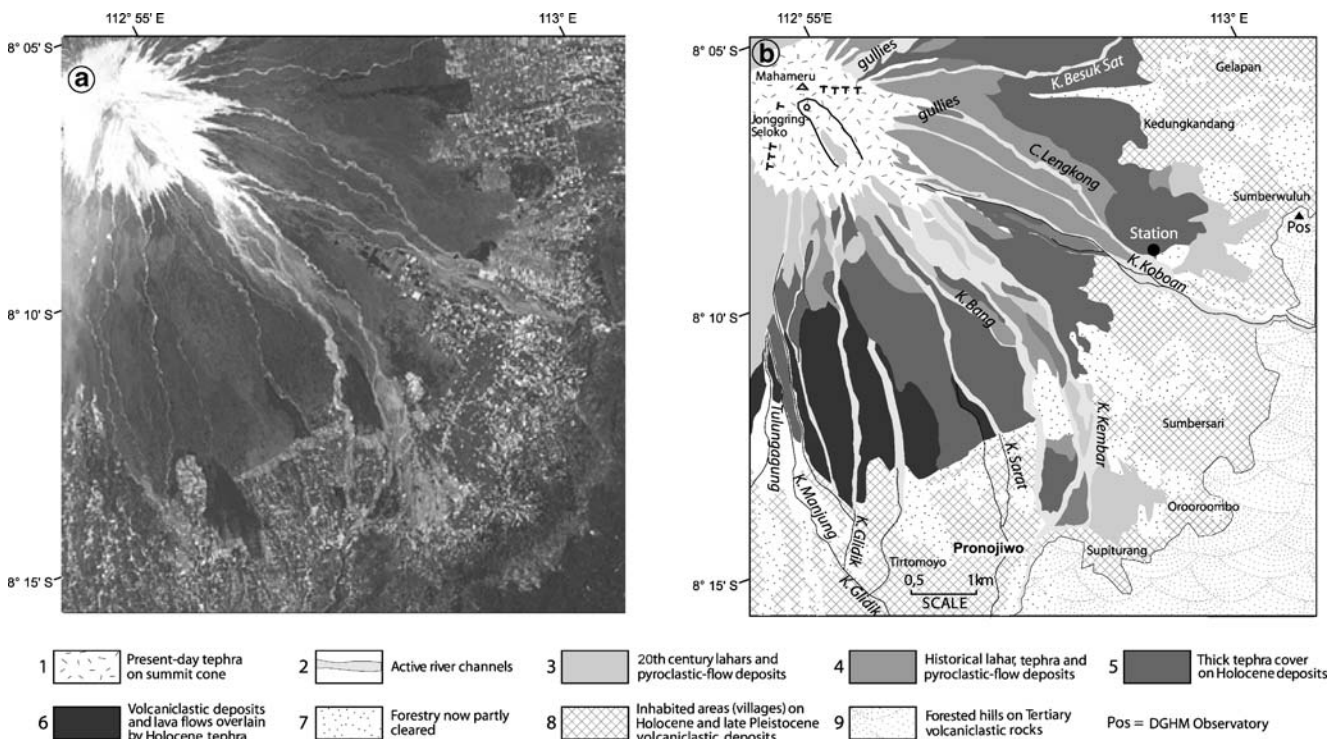 112° 55' E
113° E
112° 55' E
113° E
8° 05' S
8° 10' S
8° 15' S
a
8° 05' S
8° 10' S
8° 15' S
b
gullies
Mahameru
K. Besuk Sat
Gelapan
Jonggring
Seloko
gullies
Kedungkandang
C. Lengkong
Sumberwuluh
Pos
Station
K. Koboan
K. Bang
Sumbersari
K. Kembar
Tulungagung
K. Manjung
K. Sarat
K. Glidik
Orooroombo
Pronojiwo
Supiturang
Tirtomoyo
0,5 1km
SCALE
K. Glidik
1 Present-day tephra
on summit cone
2 Active river channels
3 20th century lahars and
pyroclastic-flow deposits
4 Historical lahar, tephra and
pyroclastic-flow deposits
5 Thick tephra cover
on Holocene deposits
6 Volcaniclastic deposits
and lava flows overlain
by Holocene tephra
7 Forestry now partly
cleared
8 Inhabited areas (villages) on
Holocene and late Pleistocene
volcaniclastic deposits
9 Forested hills on Tertiary
volcaniclastic rocks
Pos = DGHM Observatory